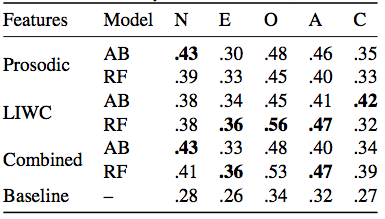 Features Model N E O A C
Prosodic AB .43 .30 .48 .46 .35
RF .39 .33 .45 .40 .33
LIWC AB .38 .34 .45 .41 .42
RF .38 .36 .56 .47 .32
Combined AB .43 .33 .48 .40 .34
RF .41 .36 .53 .47 .39
Baseline – .28 .26 .34 .32 .27